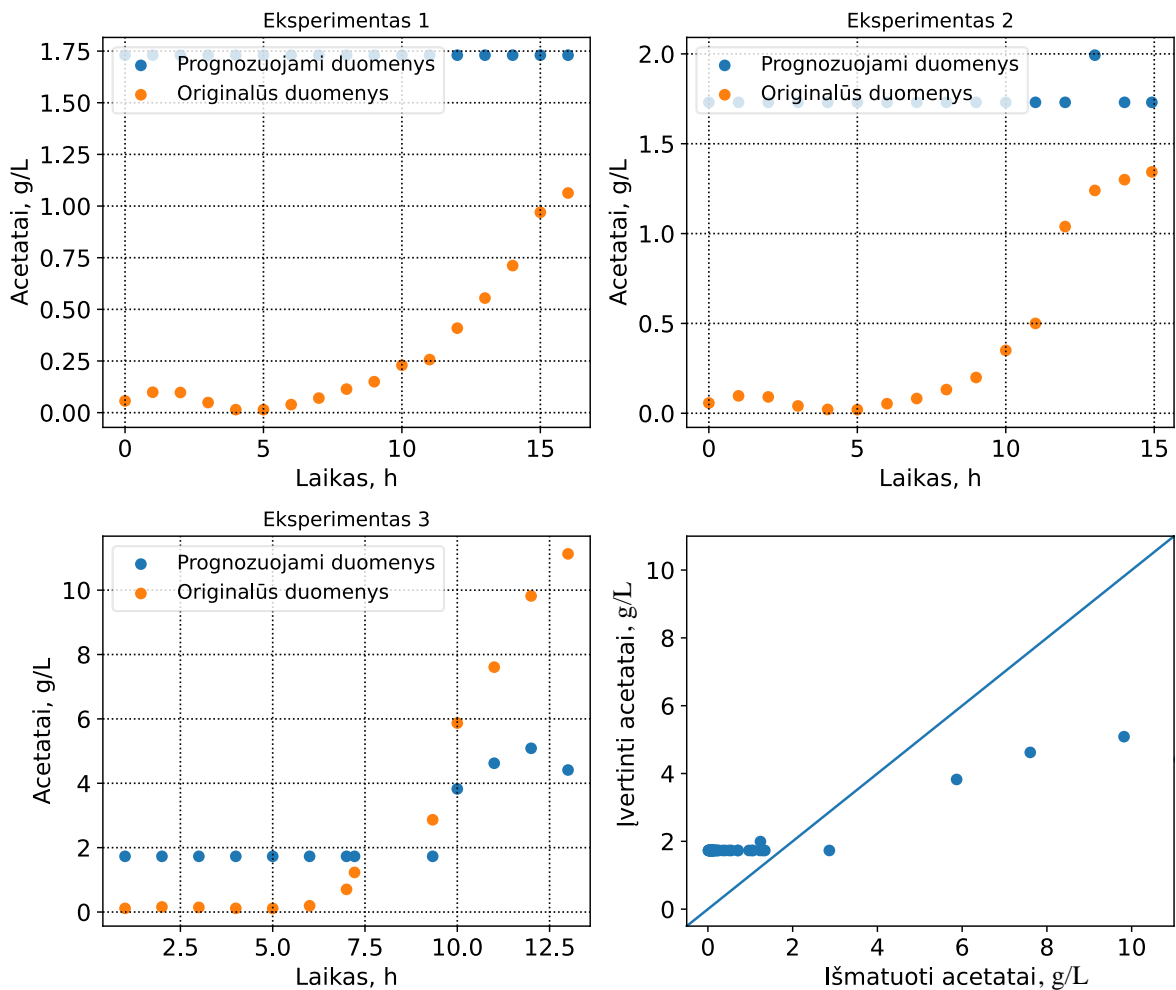 Eksperimentas 1
Prognozuojami duomenys
Originalūs duomenys
Acetatai, g/L
1.75
1.50
1.25
1.00
0.75
0.50
0.25
0.00
0 5 10 15
Laikas, h
Eksperimentas 2
Prognozuojami duomenys
Originalūs duomenys
Acetatai, g/L
2.0
1.5
1.0
0.5
0.0
0 5 10 15
Laikas, h
Eksperimentas 3
Prognozuojami duomenys
Originalūs duomenys
Acetatai, g/L
10
8
6
4
2
0
2.5 5.0 7.5 10.0 12.5
Laikas, h
Įvertinti acetatai, g/L
10
8
6
4
2
0
0 2 4 6 8 10
Išmatuoti acetatai, g/L